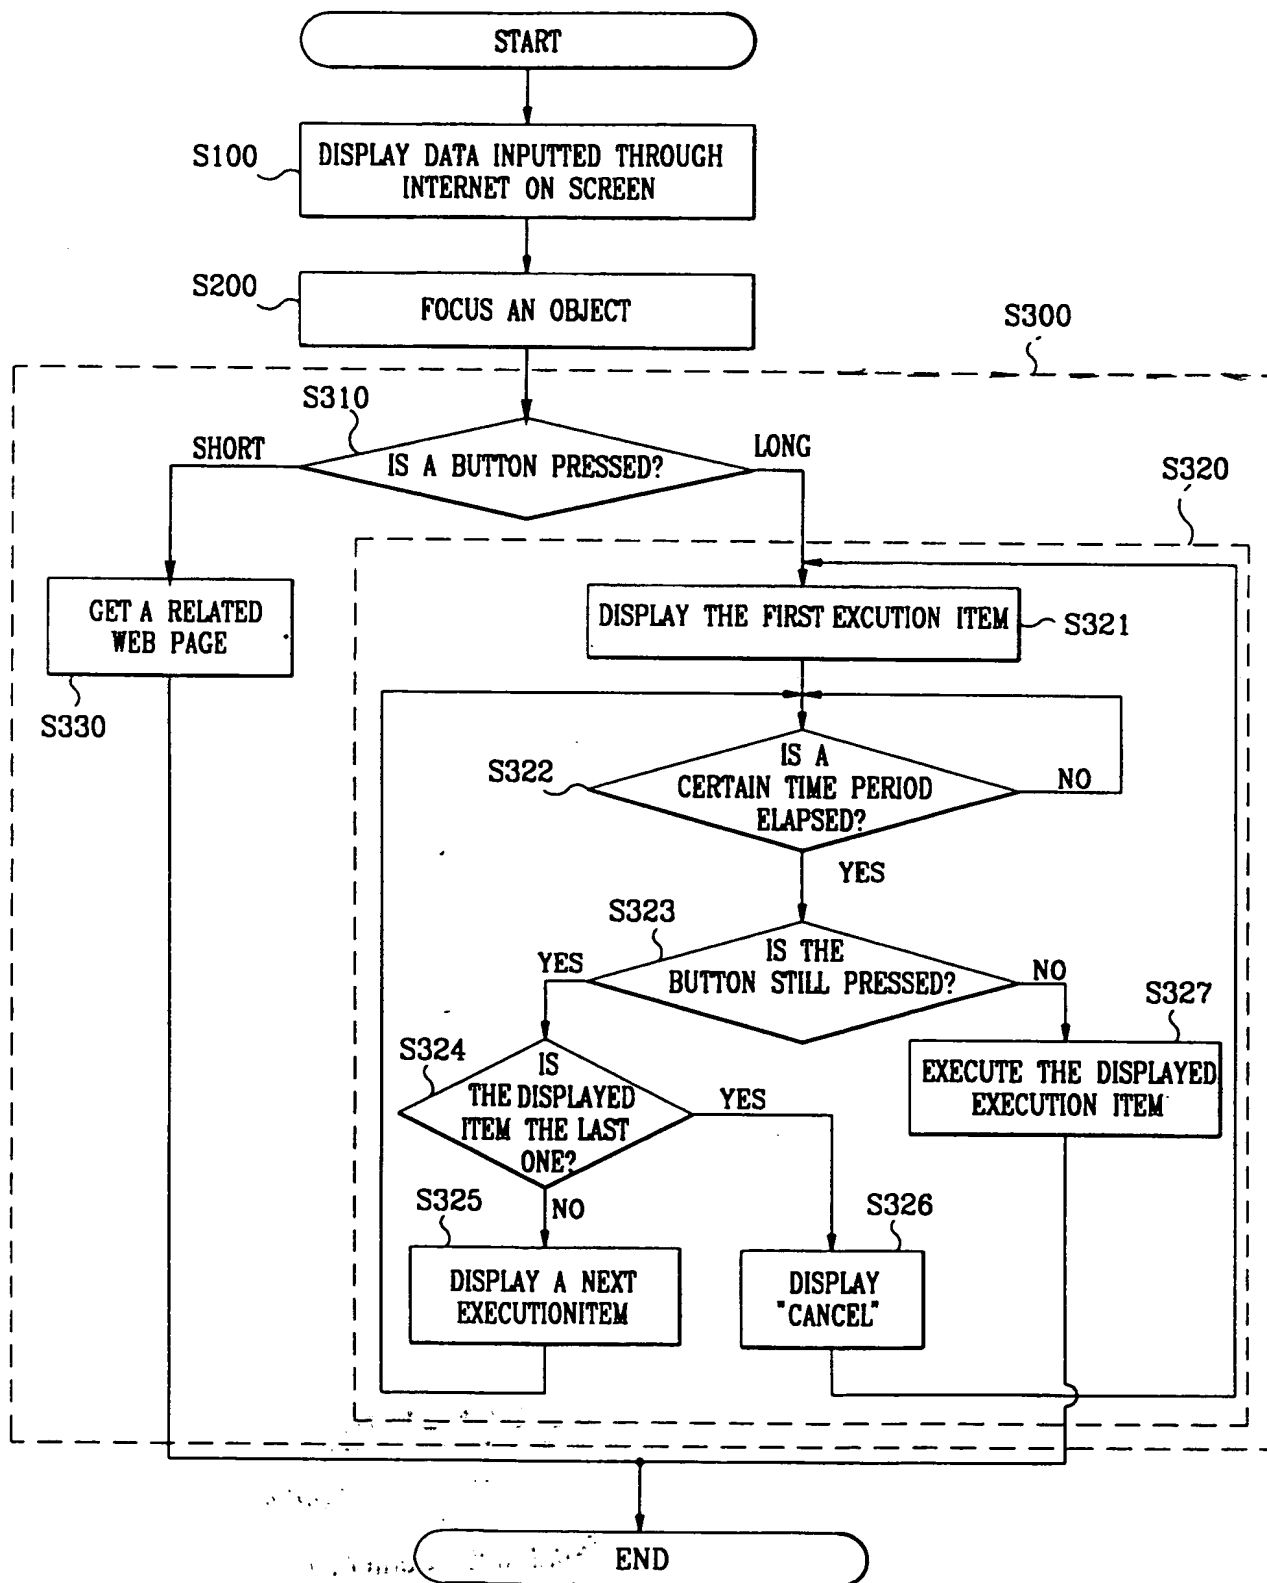 START
S100
DISPLAY DATA INPUTTED THROUGH
INTERNET ON SCREEN
S200
FOCUS AN OBJECT
S300
S310
SHORT
IS A BUTTON PRESSED?
LONG
S320
GET A RELATED
WEB PAGE
S330
DISPLAY THE FIRST EXCUTION ITEM
S321
S322
IS A
CERTAIN TIME PERIOD
ELAPSED?
NO
YES
S323
YES
IS THE
BUTTON STILL PRESSED?
NO
S327
EXECUTE THE DISPLAYED
EXECUTION ITEM
S324
IS
THE DISPLAYED
ITEM THE LAST
ONE?
YES
NO
S325
DISPLAY A NEXT
EXECUTIONITEM
S326
DISPLAY
"CANCEL"
END